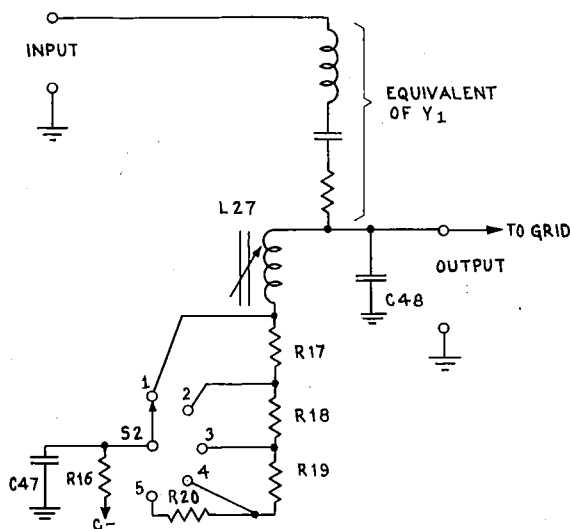 INPUT
EQUIVALENT
OF Y1
L27
TO GRID
OUTPUT
C48
R17
1
2
R18
S2
3
R19
4
C47
R16
5
R20
C-